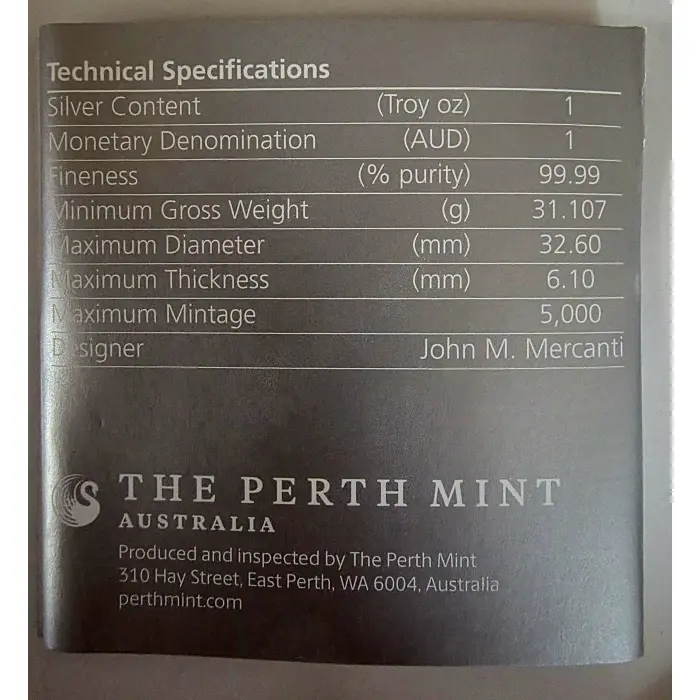 Technical Specifications
Silver Content (Troy oz) 1
Monetary Denomination (AUD) 1
Fineness (% purity) 99.99
Minimum Gross Weight (g) 31.107
Maximum Diameter (mm) 32.60
Maximum Thickness (mm) 6.10
Maximum Mintage 5,000
Designer John M. Mercanti
THE PERTH MINT
AUSTRALIA
Produced and inspected by The Perth Mint
310 Hay Street, East Perth, WA 6004, Australia
perthmint.com